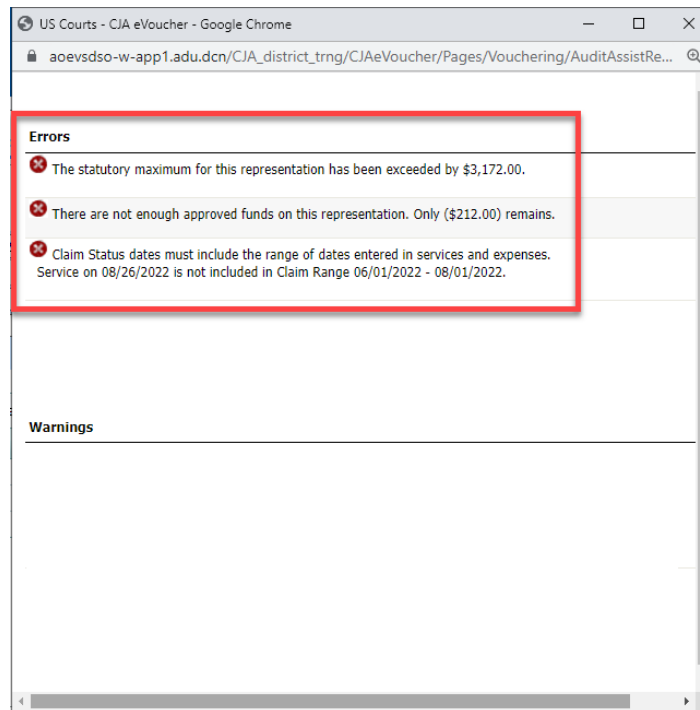 US Courts - CJA eVoucher - Google Chrome
aoevsdso-w-app1.adu.dcn/CJA_district_trng/CJAeVoucher/Pages/Vouchering/AuditAssistRe...
Errors
The statutory maximum for this representation has been exceeded by $3,172.00.
There are not enough approved funds on this representation. Only ($212.00) remains.
Claim Status dates must include the range of dates entered in services and expenses.
Service on 08/26/2022 is not included in Claim Range 06/01/2022 - 08/01/2022.
Warnings